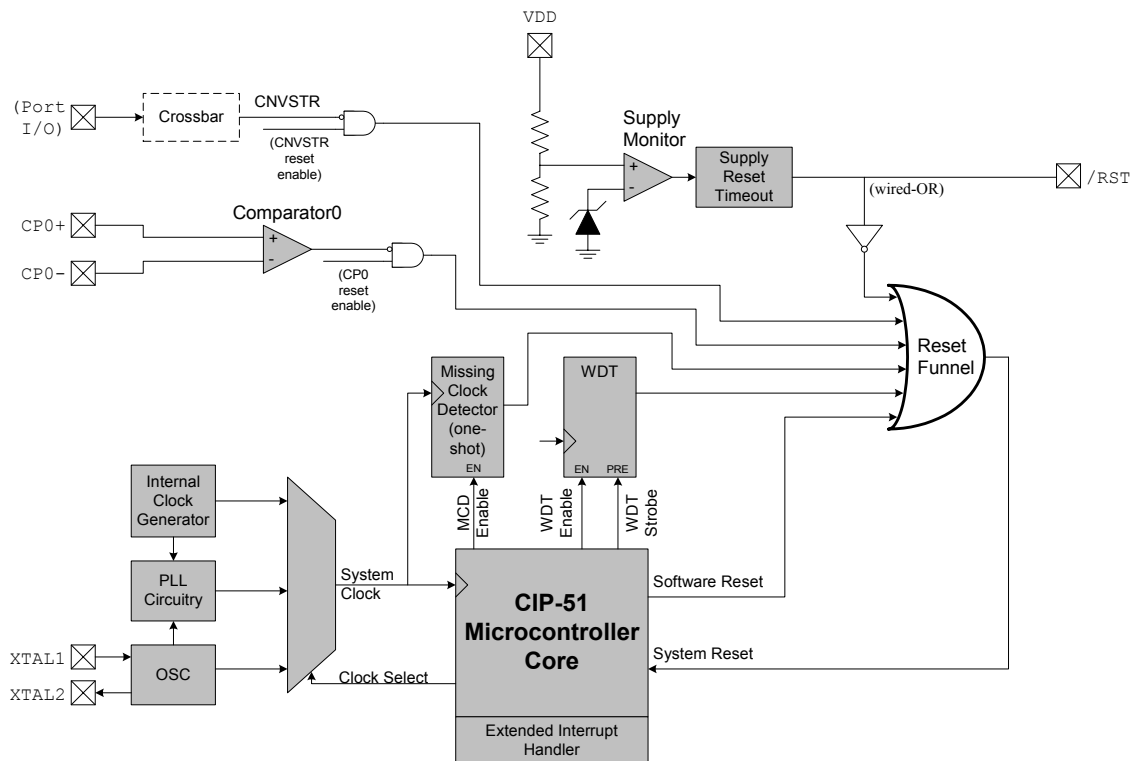 VDD
(Port
I/O)
Crossbar
CNVSTR
(CNVSTR
reset
enable)
Supply
Monitor
+
-
Supply
Reset
Timeout
(wired-OR)
/RST
CP0+
CP0-
Comparator0
+
-
(CP0
reset
enable)
Reset
Funnel
Missing
Clock
Detector
(one-
shot)
EN
WDT
EN
PRE
MCD
Enable
WDT
Enable
WDT
Strobe
Internal
Clock
Generator
PLL
Circuitry
OSC
XTAL1
XTAL2
System
Clock
Clock Select
CIP-51
Microcontroller
Core
Software Reset
System Reset
Extended Interrupt
Handler